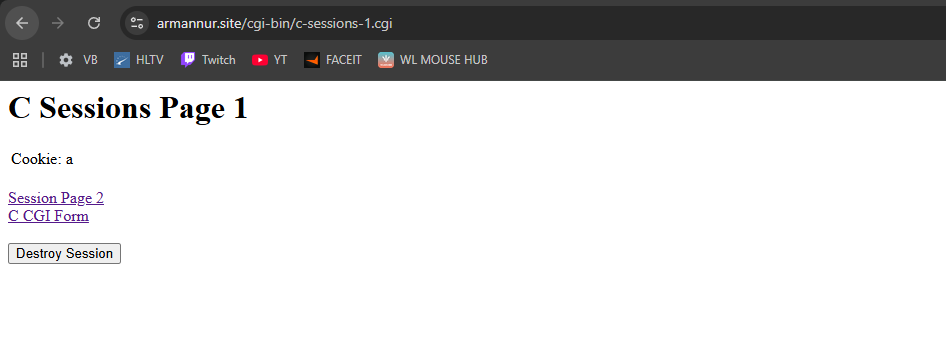 armannur.site/cgi-bin/c-sessions-1.cgi
VB HLTV Twitch YT FACEIT WL MOUSE HUB
C Sessions Page 1
Cookie: a
Session Page 2
C CGI Form
Destroy Session